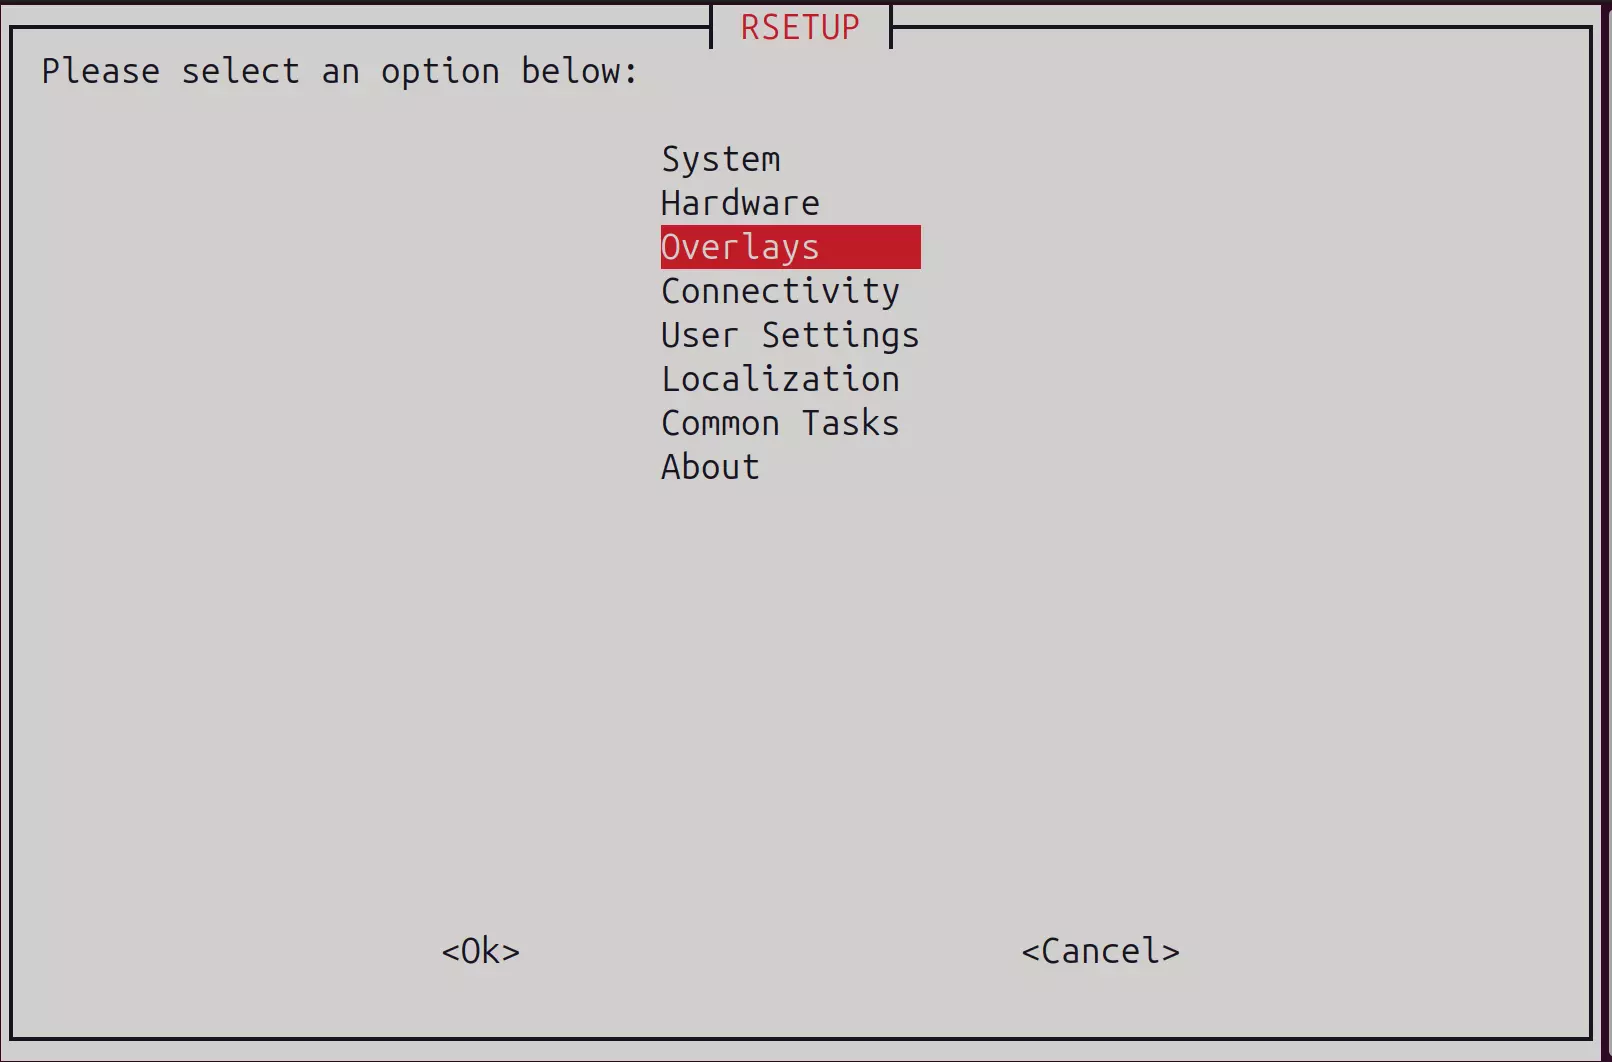 RSETUP
Please select an option below:
System
Hardware
Overlays
Connectivity
User Settings
Localization
Common Tasks
About
<Ok> <Cancel>